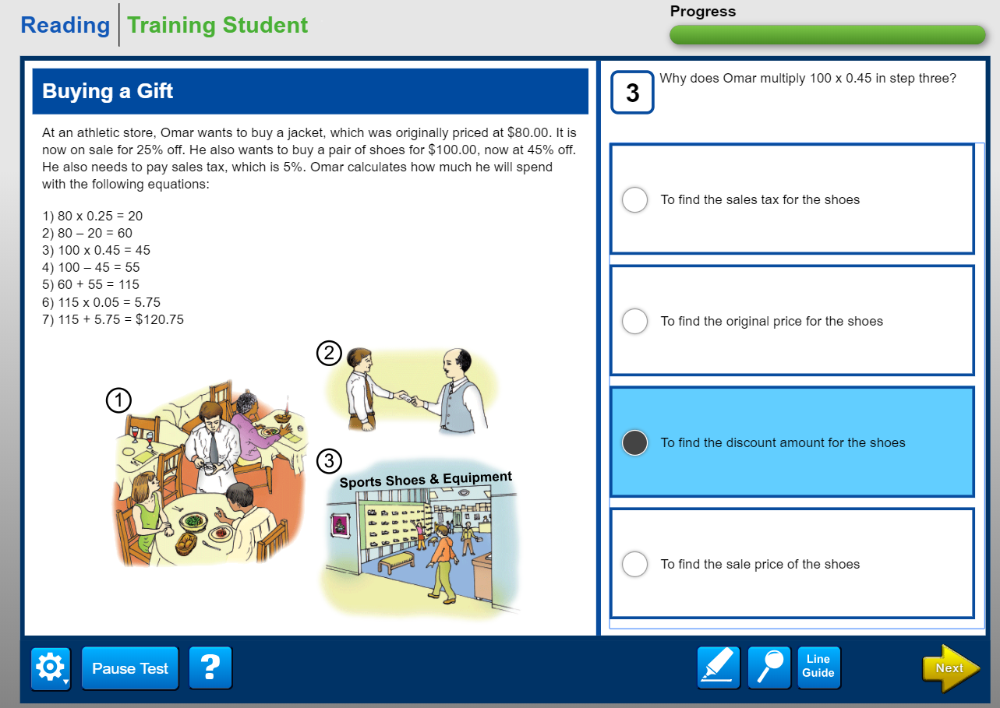 Reading Training Student
Progress
Buying a Gift
At an athletic store, Omar wants to buy a jacket, which was originally priced at $80.00. It is
now on sale for 25% off. He also wants to buy a pair of shoes for $100.00, now at 45% off.
He also needs to pay sales tax, which is 5%. Omar calculates how much he will spend
with the following equations:
1) 80 x 0.25 = 20
2) 80 – 20 = 60
3) 100 x 0.45 = 45
4) 100 – 45 = 55
5) 60 + 55 = 115
6) 115 x 0.05 = 5.75
7) 115 + 5.75 = $120.75
1
2
3
Sports Shoes & Equipment
3
Why does Omar multiply 100 x 0.45 in step three?
To find the sales tax for the shoes
To find the original price for the shoes
To find the discount amount for the shoes
To find the sale price of the shoes
Pause Test
?
Line
Guide
Next